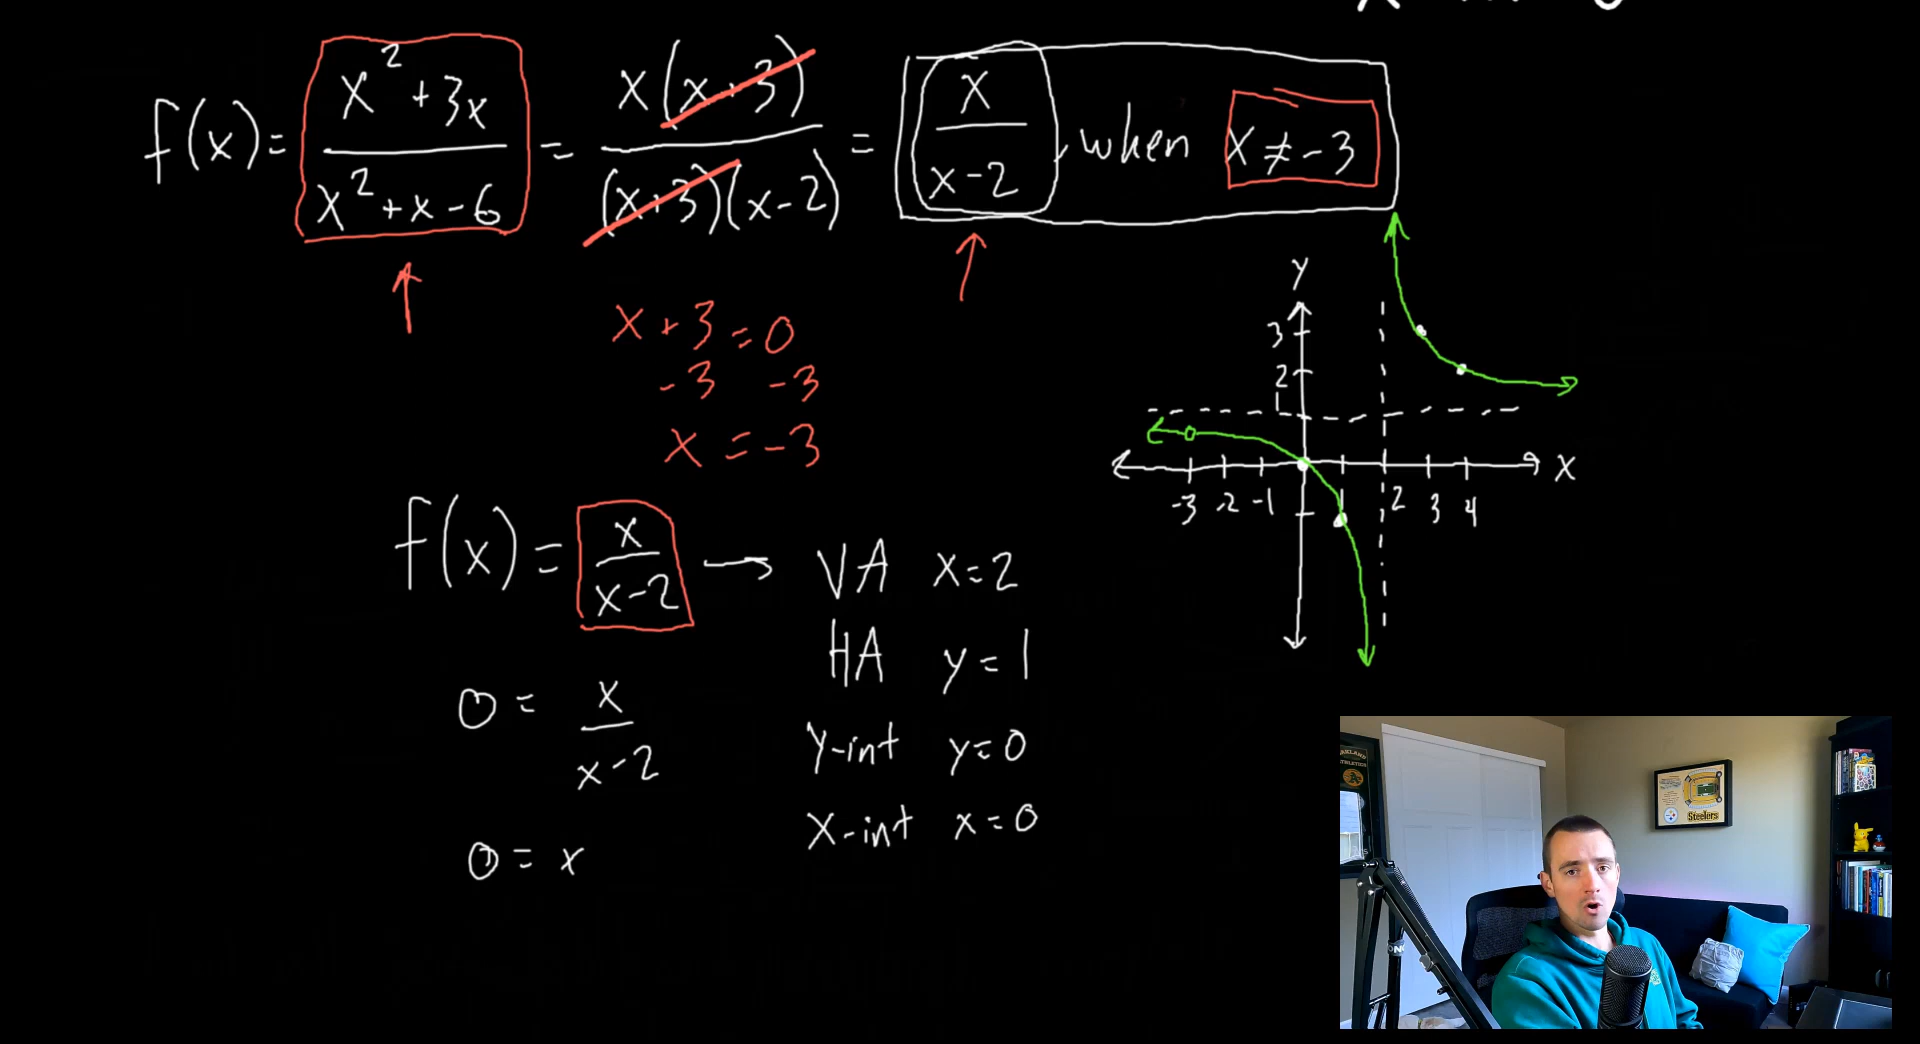 f(x) = x² + 3x / x² + x - 6 = x(x+3) / (x+3)(x-2) = x / x-2, when x ≠ -3
x + 3 = 0
-3 -3
x = -3
y
3
2
1
x
-3 -2 -1 1 2 3 4
f(x) = x / x-2 → VA x=2
HA y=1
0 = x / x-2
y-int y=0
x-int x=0
0 = x
Steelers